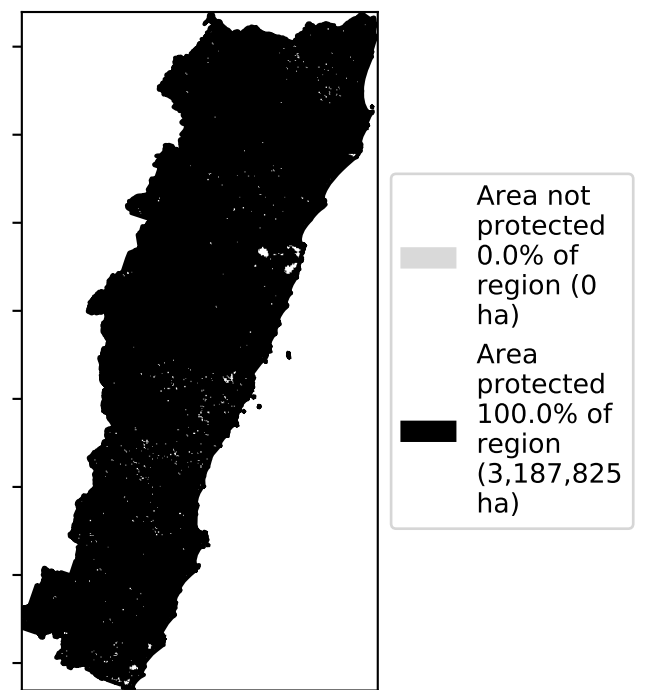 Area not
protected
0.0% of
region (0
ha)
Area
protected
100.0% of
region
(3,187,825
ha)